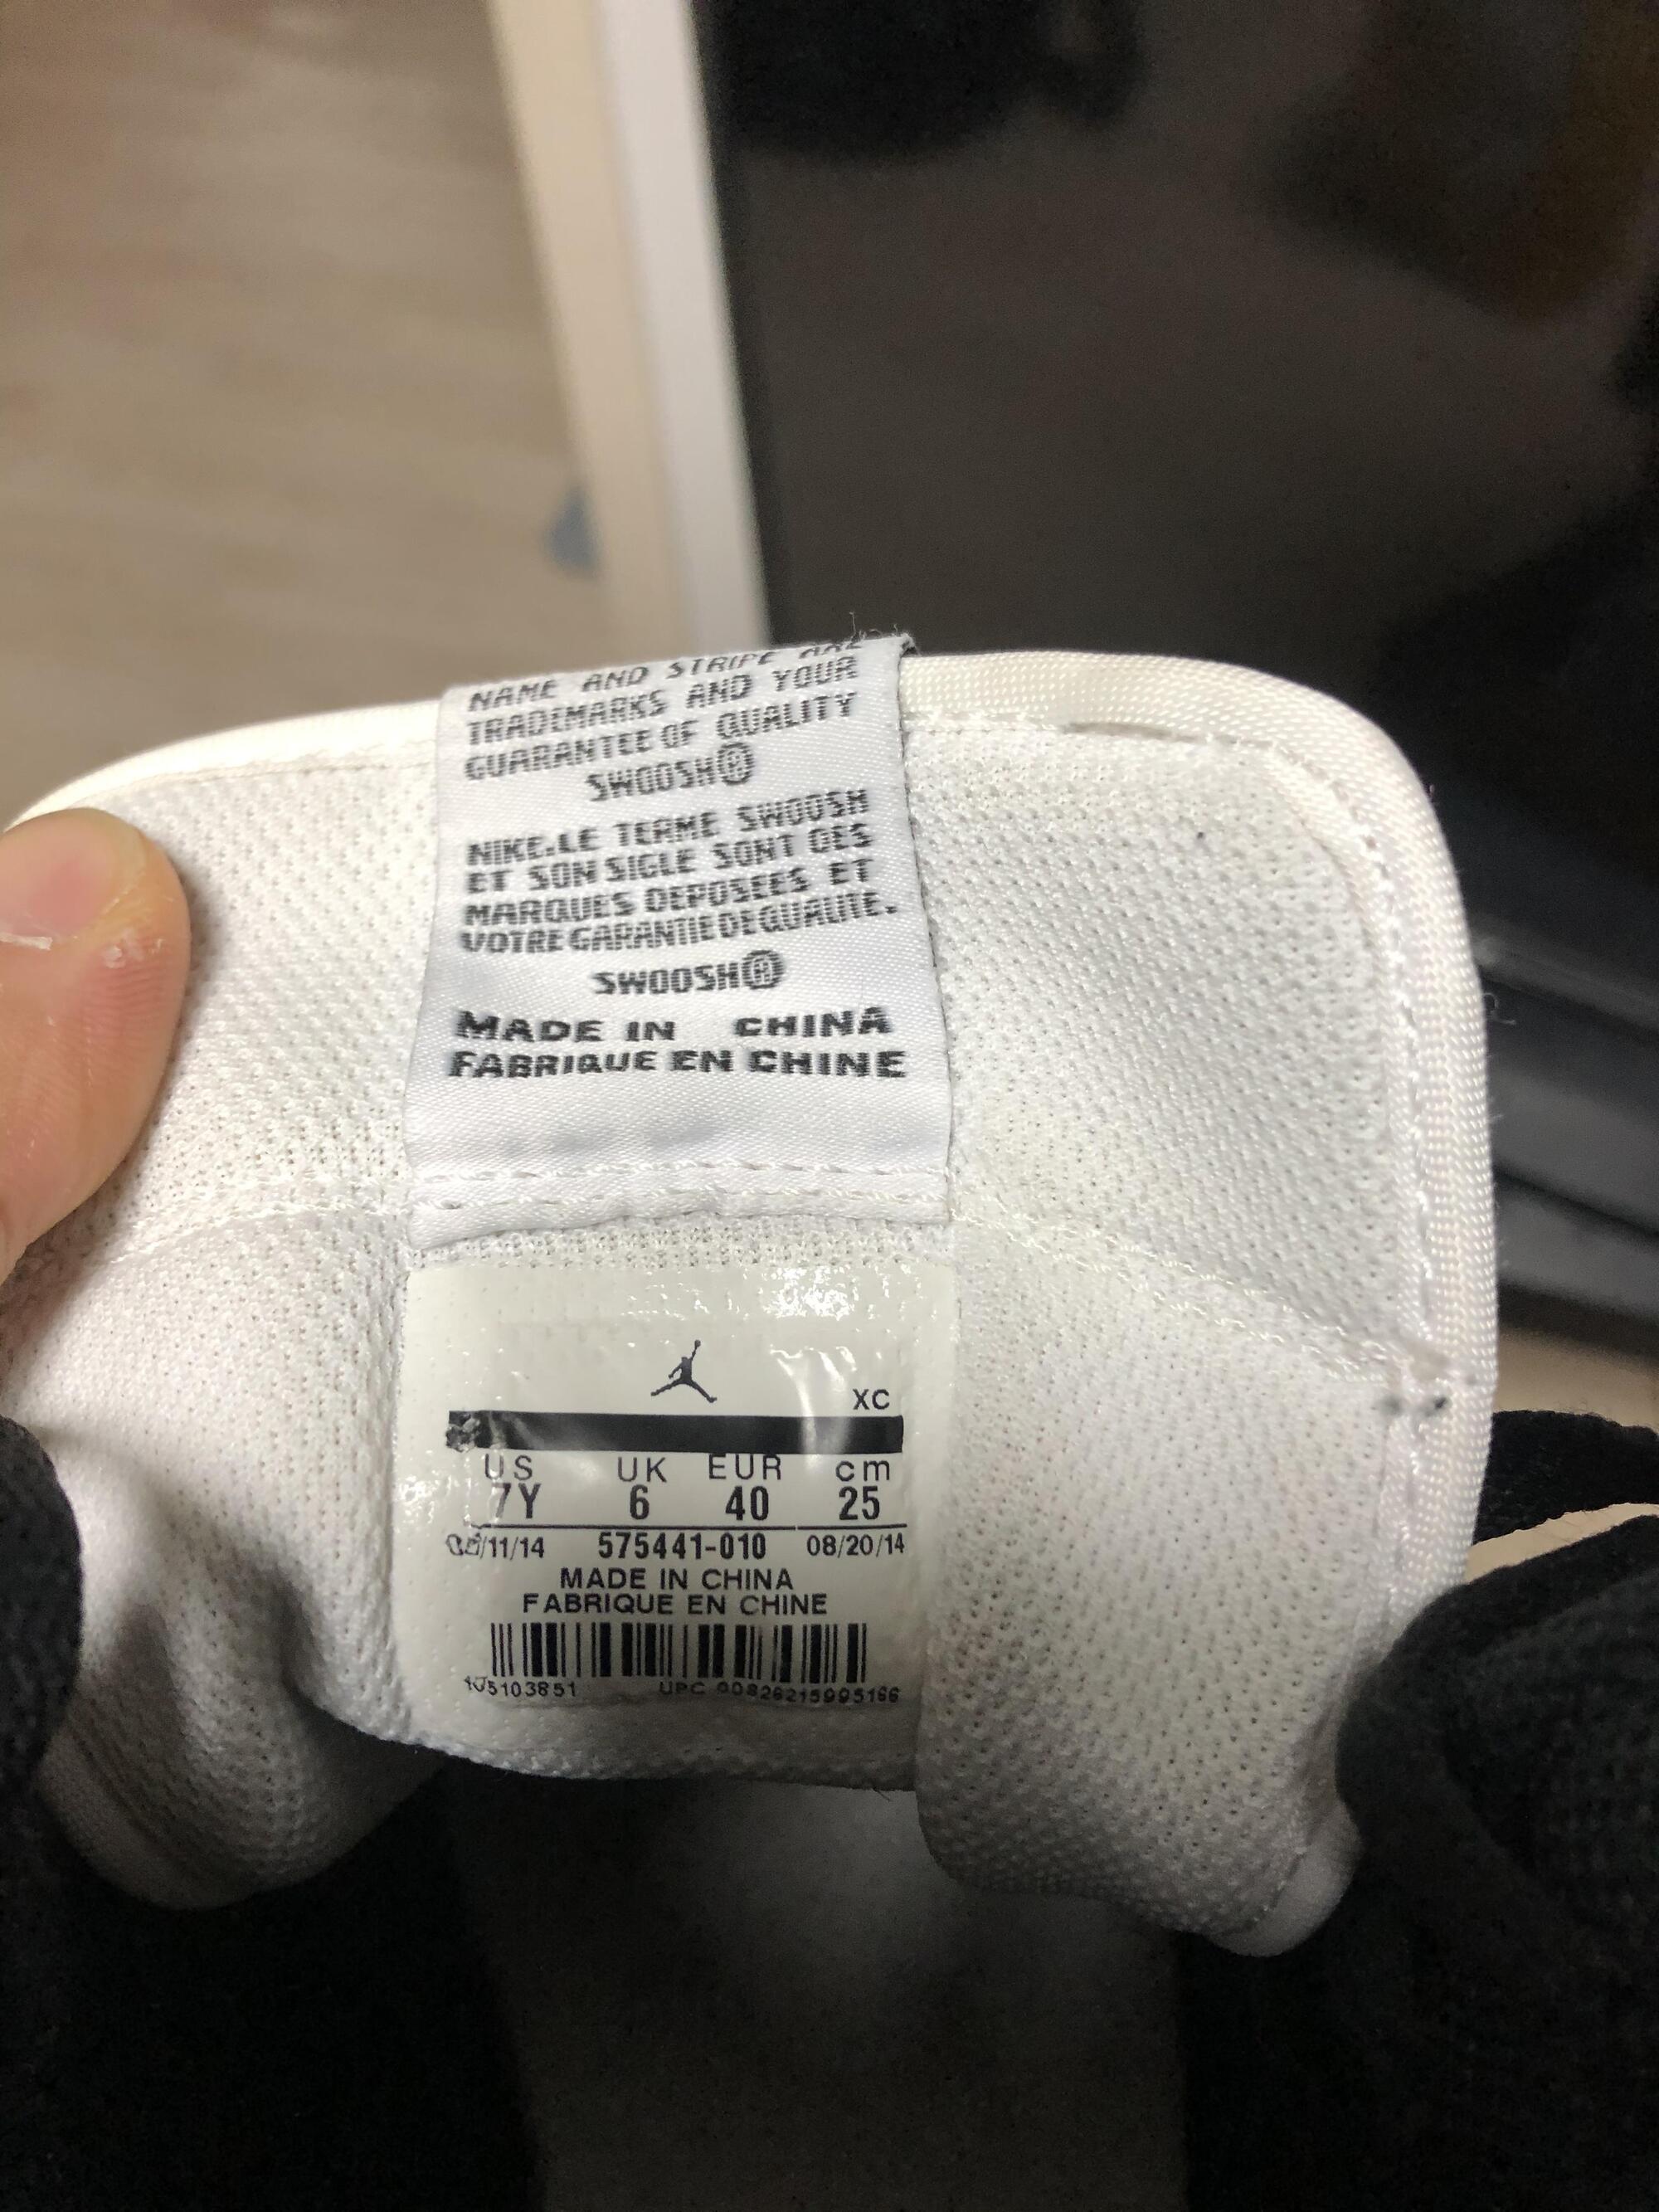 NAME AND STRIPE ARE
TRADEMARKS AND YOUR
GUARANTEE OF QUALITY
SWOOSH®
NIKE.LE TERME SWOOSH
ET SON SIGLE SONT DES
MARQUES DEPOSEES ET
VOTRE GARANTIE DE QUALITE.
SWOOSH®
MADE IN CHINA
FABRIQUE EN CHINE
XC
US UK EUR cm
7Y 6 40 25
575441-010 08/20/14
MADE IN CHINA
FABRIQUE EN CHINE
UPC 00826215995166